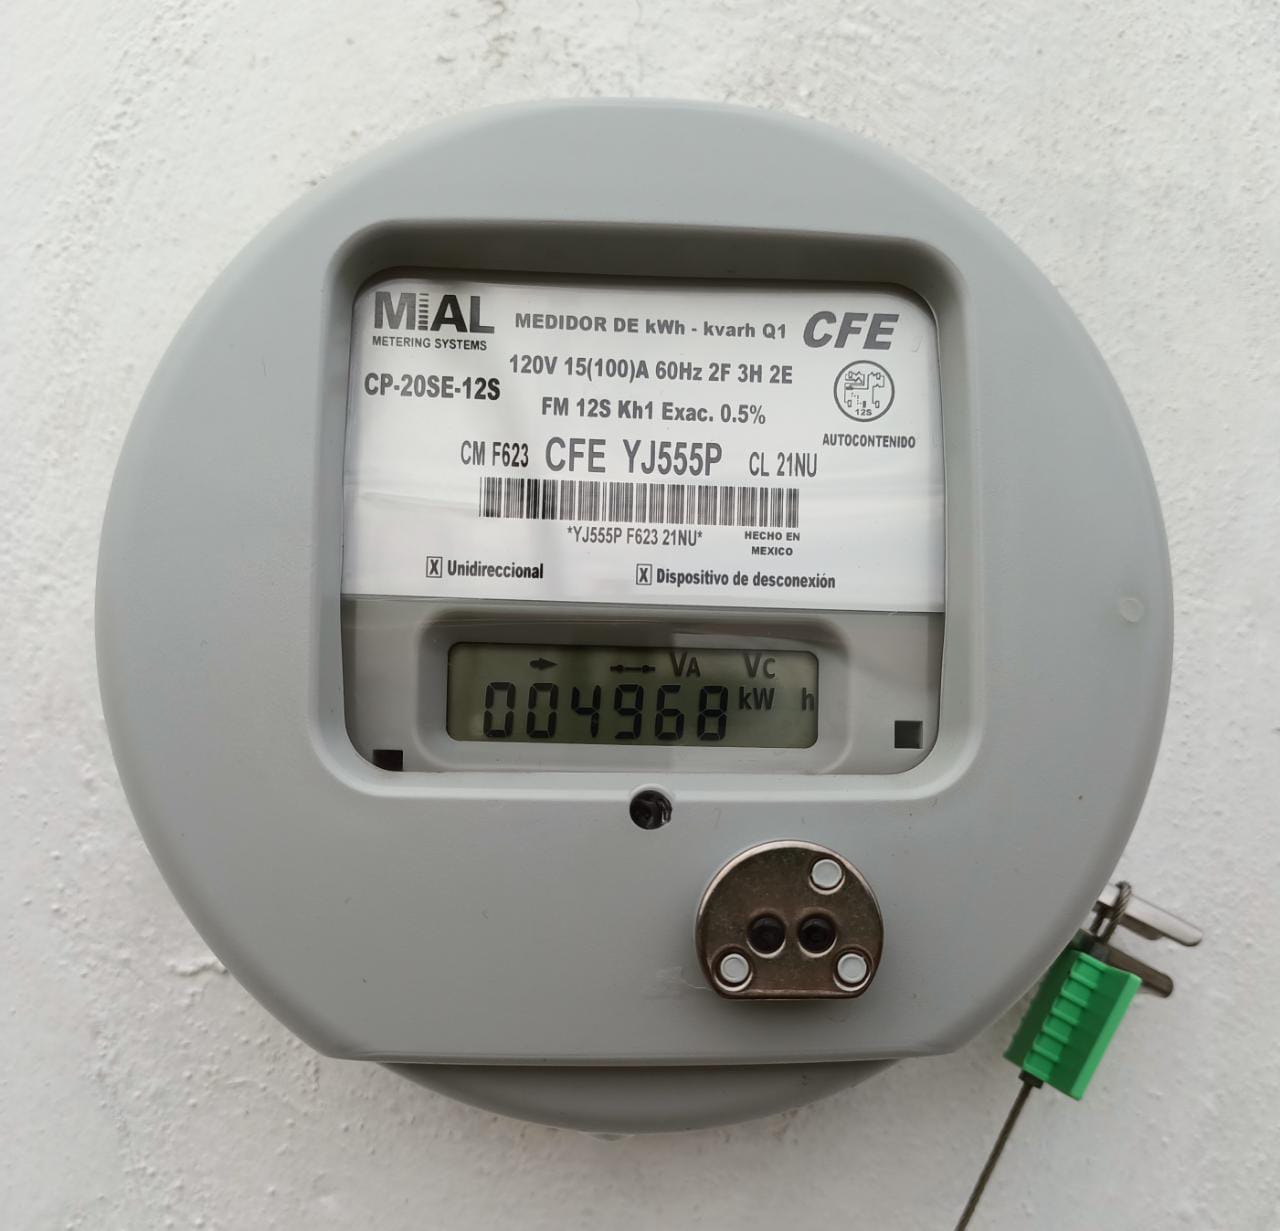 MIAL
METERING SYSTEMS
MEDIDOR DE kWh - kvarh Q1
CFE
120V 15(100)A 60Hz 2F 3H 2E
CP-20SE-12S
FM 12S Kh1 Exac. 0.5%
12S
AUTOCONTENIDO
CM F623 CFE YJ555P CL 21NU
*YJ555P F623 21NU*
HECHO EN
MEXICO
X Unidireccional
X Dispositivo de desconexión
VA VC
004968 kW h